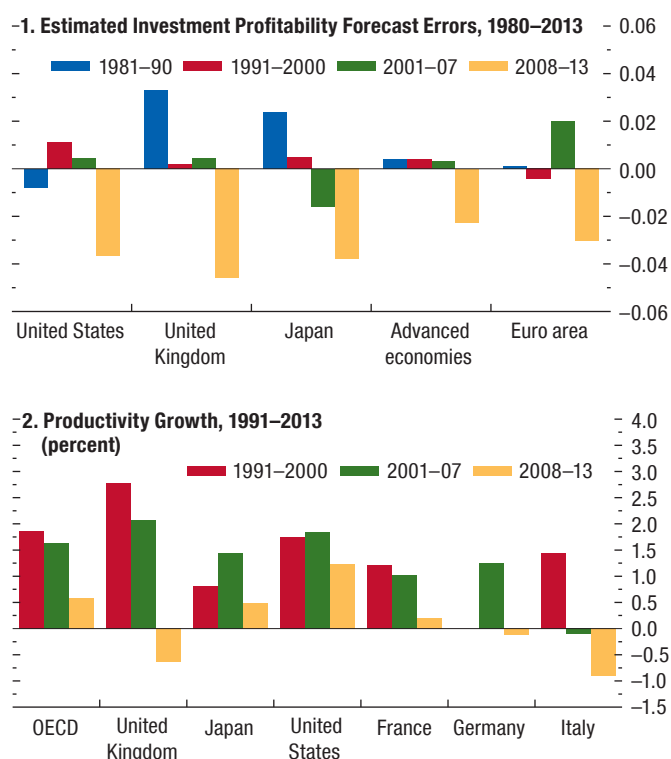 1. Estimated Investment Profitability Forecast Errors, 1980–2013
1981–90 1991–2000 2001–07 2008–13
0.06
0.04
0.02
0.00
–0.02
–0.04
–0.06
United States United Kingdom Japan Advanced economies Euro area
2. Productivity Growth, 1991–2013
(percent)
1991–2000 2001–07 2008–13
4.0
3.5
3.0
2.5
2.0
1.5
1.0
0.5
0.0
–0.5
–1.0
–1.5
OECD United Kingdom Japan United States France Germany Italy